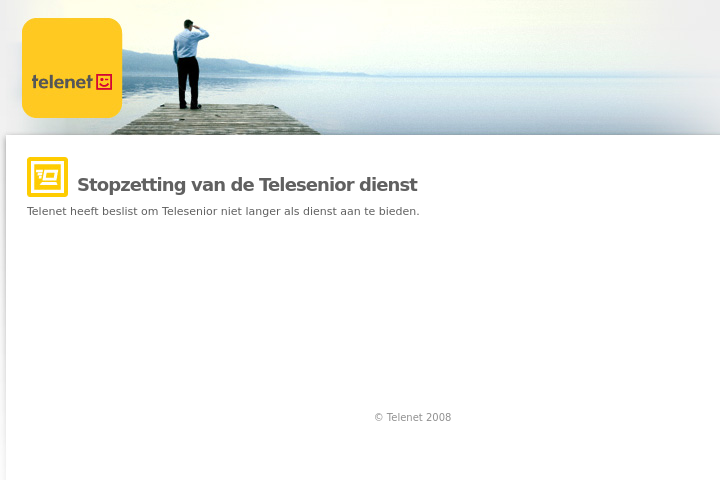 telenet
Stopzetting van de Telesenior dienst
Telenet heeft beslist om Telesenior niet langer als dienst aan te bieden.
© Telenet 2008